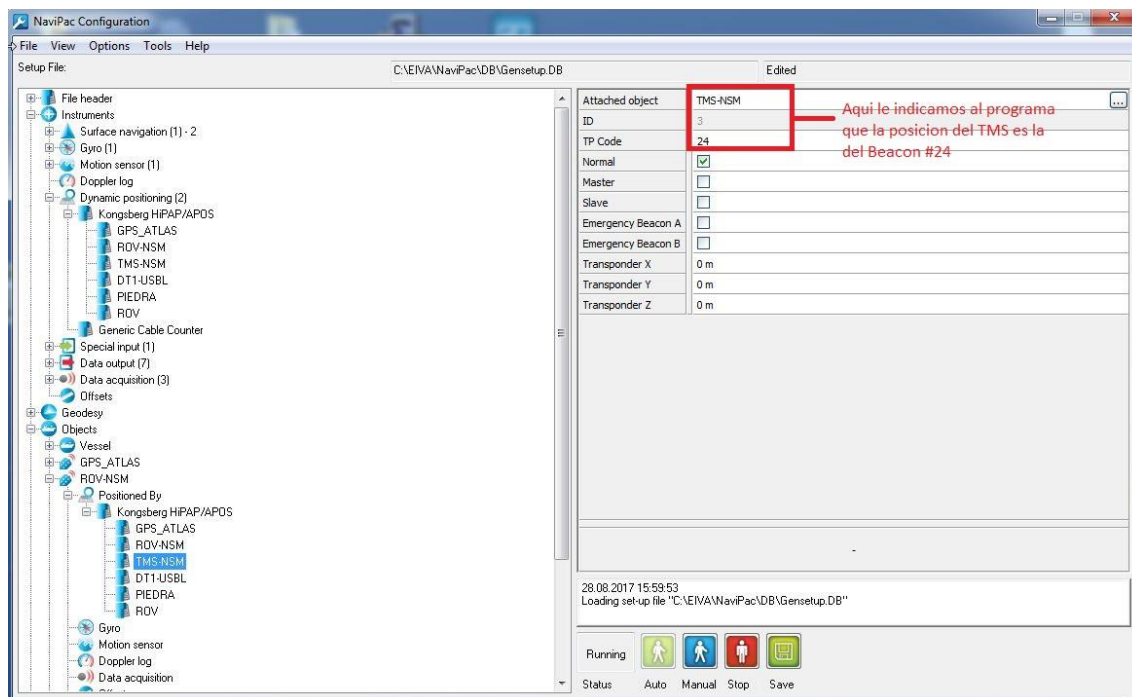 NaviPac Configuration
File View Options Tools Help
Setup File:
C:\EIVA\NaviPac\DB\Gensetup.DB
Edited
File header
Instruments
Surface navigation (1) - 2
Gyro (1)
Motion sensor (1)
Doppler log
Dynamic positioning (2)
Kongsberg HiPAP/APOS
GPS_ATLAS
ROV-NSM
TMS-NSM
DT1-USBL
PIEDRA
ROV
Generic Cable Counter
Special input (1)
Data output (7)
Data acquisition (3)
Offsets
Geodesy
Objects
Vessel
GPS_ATLAS
ROV-NSM
Positioned By
Kongsberg HiPAP/APOS
GPS_ATLAS
ROV-NSM
TMS-NSM
DT1-USBL
PIEDRA
ROV
Gyro
Motion sensor
Doppler log
Data acquisition
Attached object TMS-NSM ...
ID 3
TP Code 24
Normal
Master
Slave
Emergency Beacon A
Emergency Beacon B
Transponder X 0 m
Transponder Y 0 m
Transponder Z 0 m
Aqui le indicamos al programa
que la posicion del TMS es la
del Beacon #24
-
28.08.2017 15:59:53
Loading set-up file "C:\EIVA\NaviPac\DB\Gensetup.DB"
Running
Status Auto Manual Stop Save